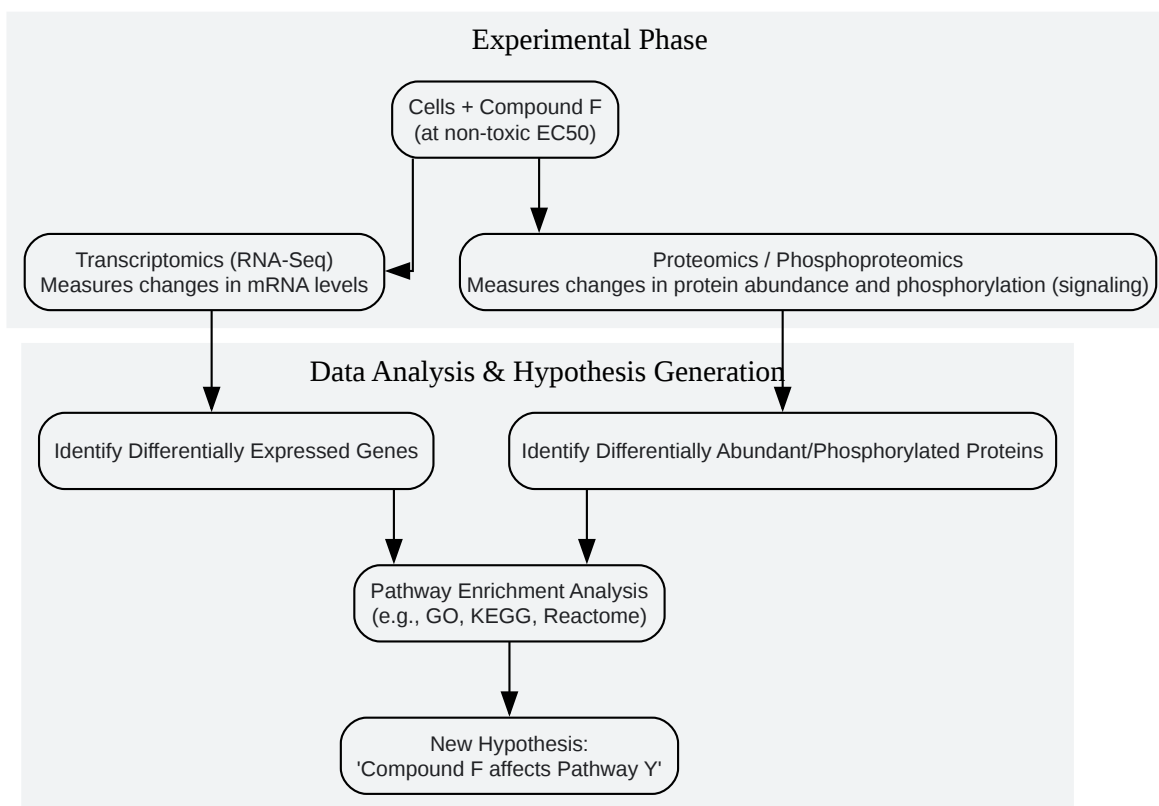 Experimental Phase
Cells + Compound F
(at non-toxic EC50)
Transcriptomics (RNA-Seq)
Measures changes in mRNA levels
Proteomics / Phosphoproteomics
Measures changes in protein abundance and phosphorylation (signaling)
Data Analysis & Hypothesis Generation
Identify Differentially Expressed Genes
Identify Differentially Abundant/Phosphorylated Proteins
Pathway Enrichment Analysis
(e.g., GO, KEGG, Reactome)
New Hypothesis:
'Compound F affects Pathway Y'